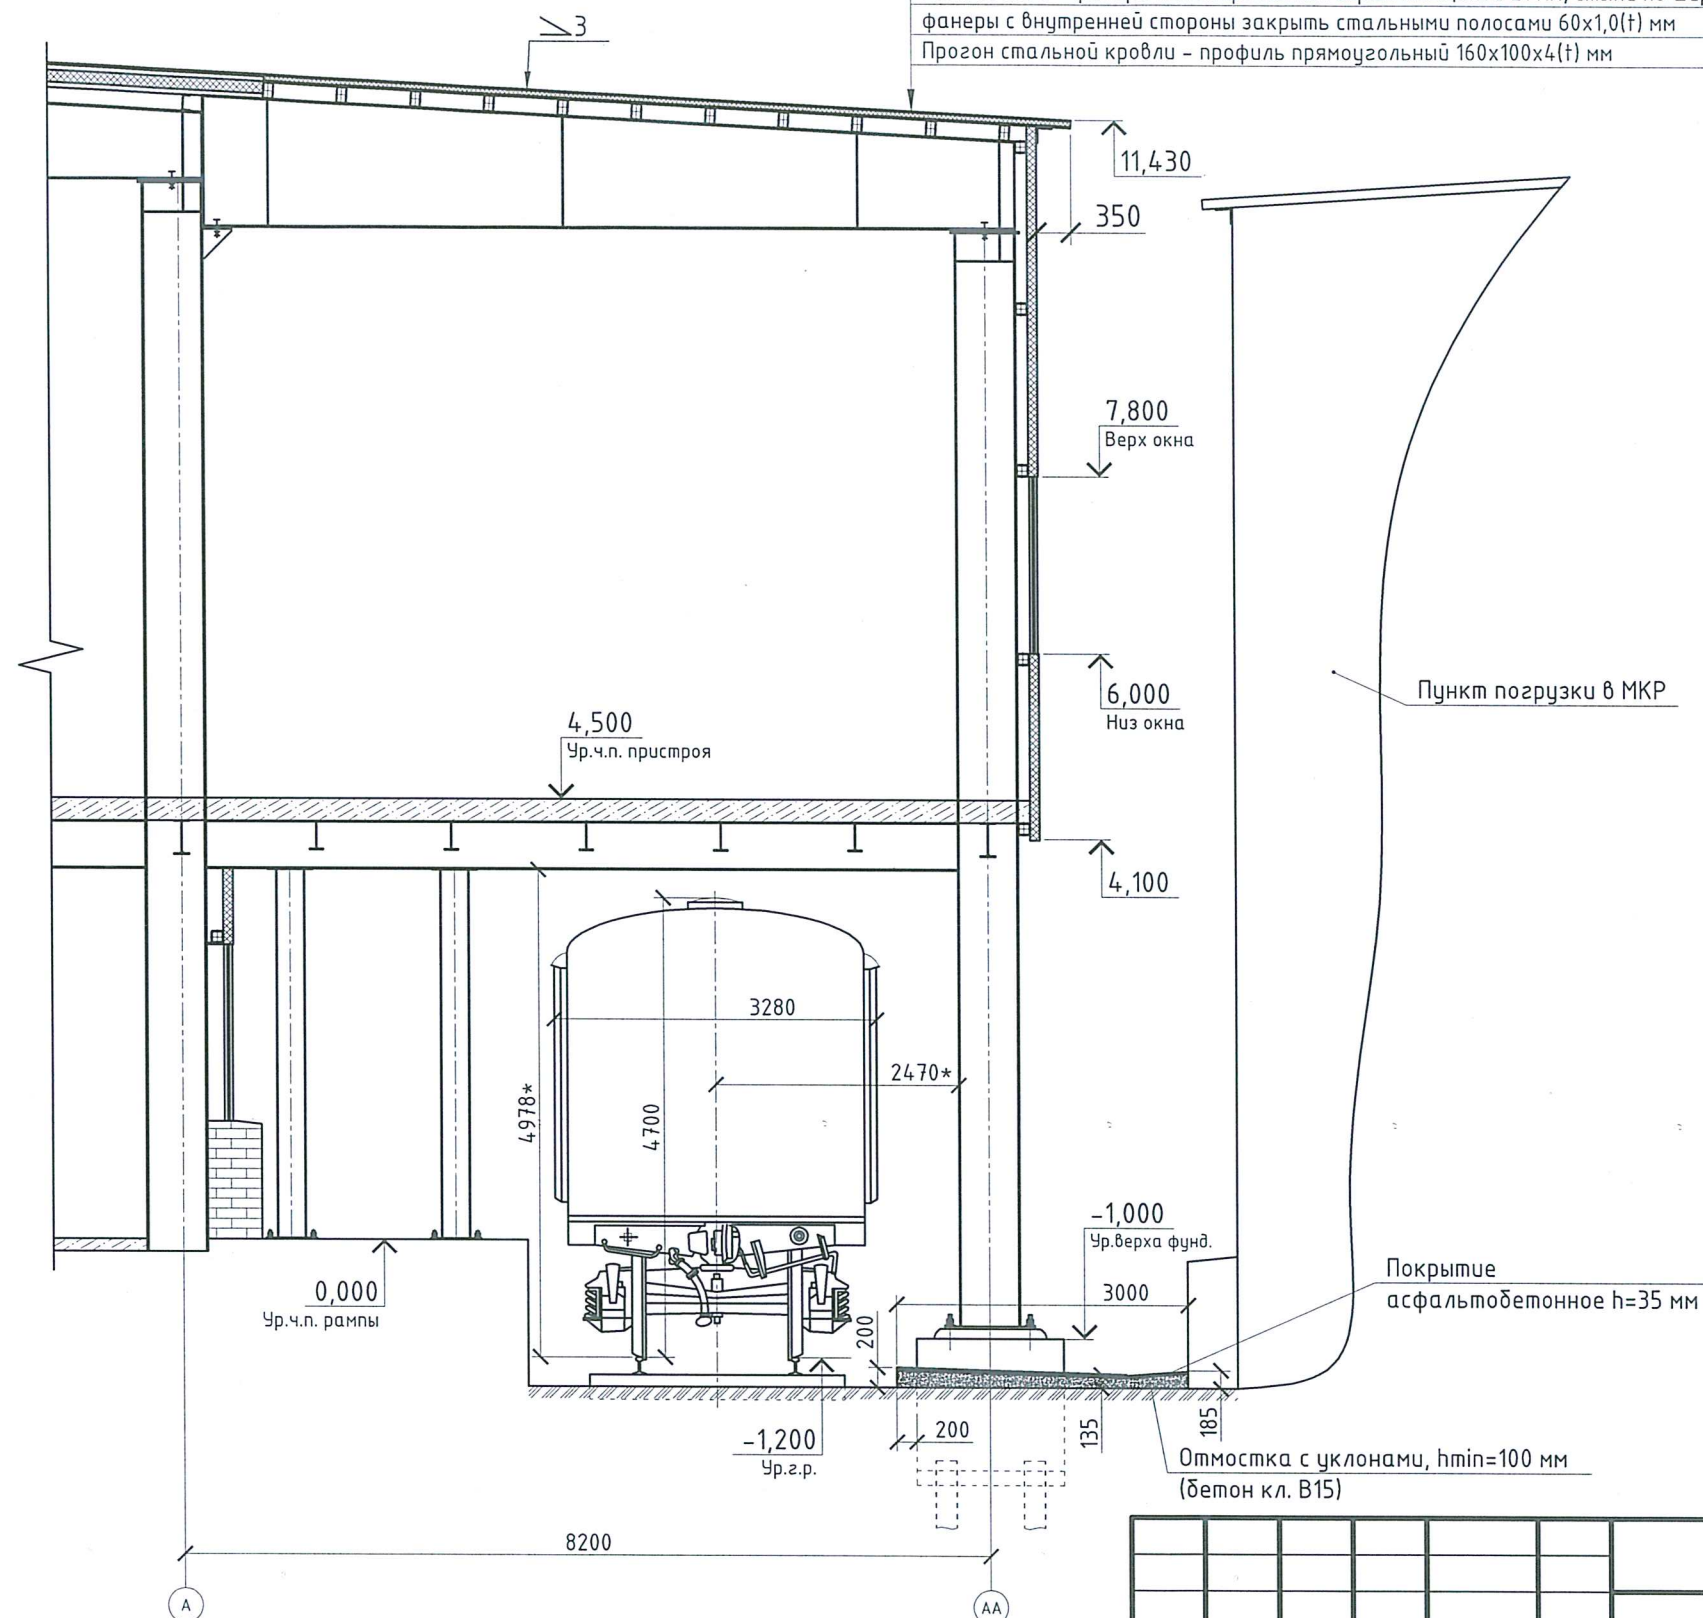 фанеры с внутренней стороны закрыть стальными полосами 60х1,0(t) мм
Прогон стальной кровли – профиль прямоугольный 160х100х4(t) мм
3
11,430
350
7,800
Верх окна
6,000
Низ окна
Пункт погрузки в МКР
4,500
Ур.ч.п. пристроя
4,100
3280
2470*
4978*
4700
-1,000
Ур.верха фунд.
3000
Покрытие
асфальтобетонное h=35 мм
0,000
Ур.ч.п. рампы
200
-1,200
Ур.г.р.
200
135
185
Отмостка с уклонами, hmin=100 мм
(бетон кл. В15)
8200
А
АА